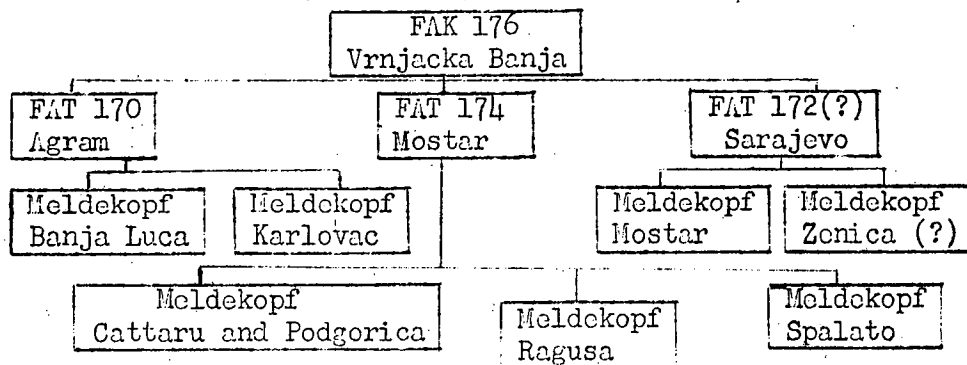 FAK 176
Vrnjacka Banja
FAT 170
Agram
FAT 174
Mostar
FAT 172(?)
Sarajevo
Meldekopf
Banja Luca
Meldekopf
Karlovac
Meldekopf
Mostar
Meldekopf
Zenica (?)
Meldekopf
Cattaru and Podgorica
Meldekopf
Ragusa
Meldekopf
Spalato